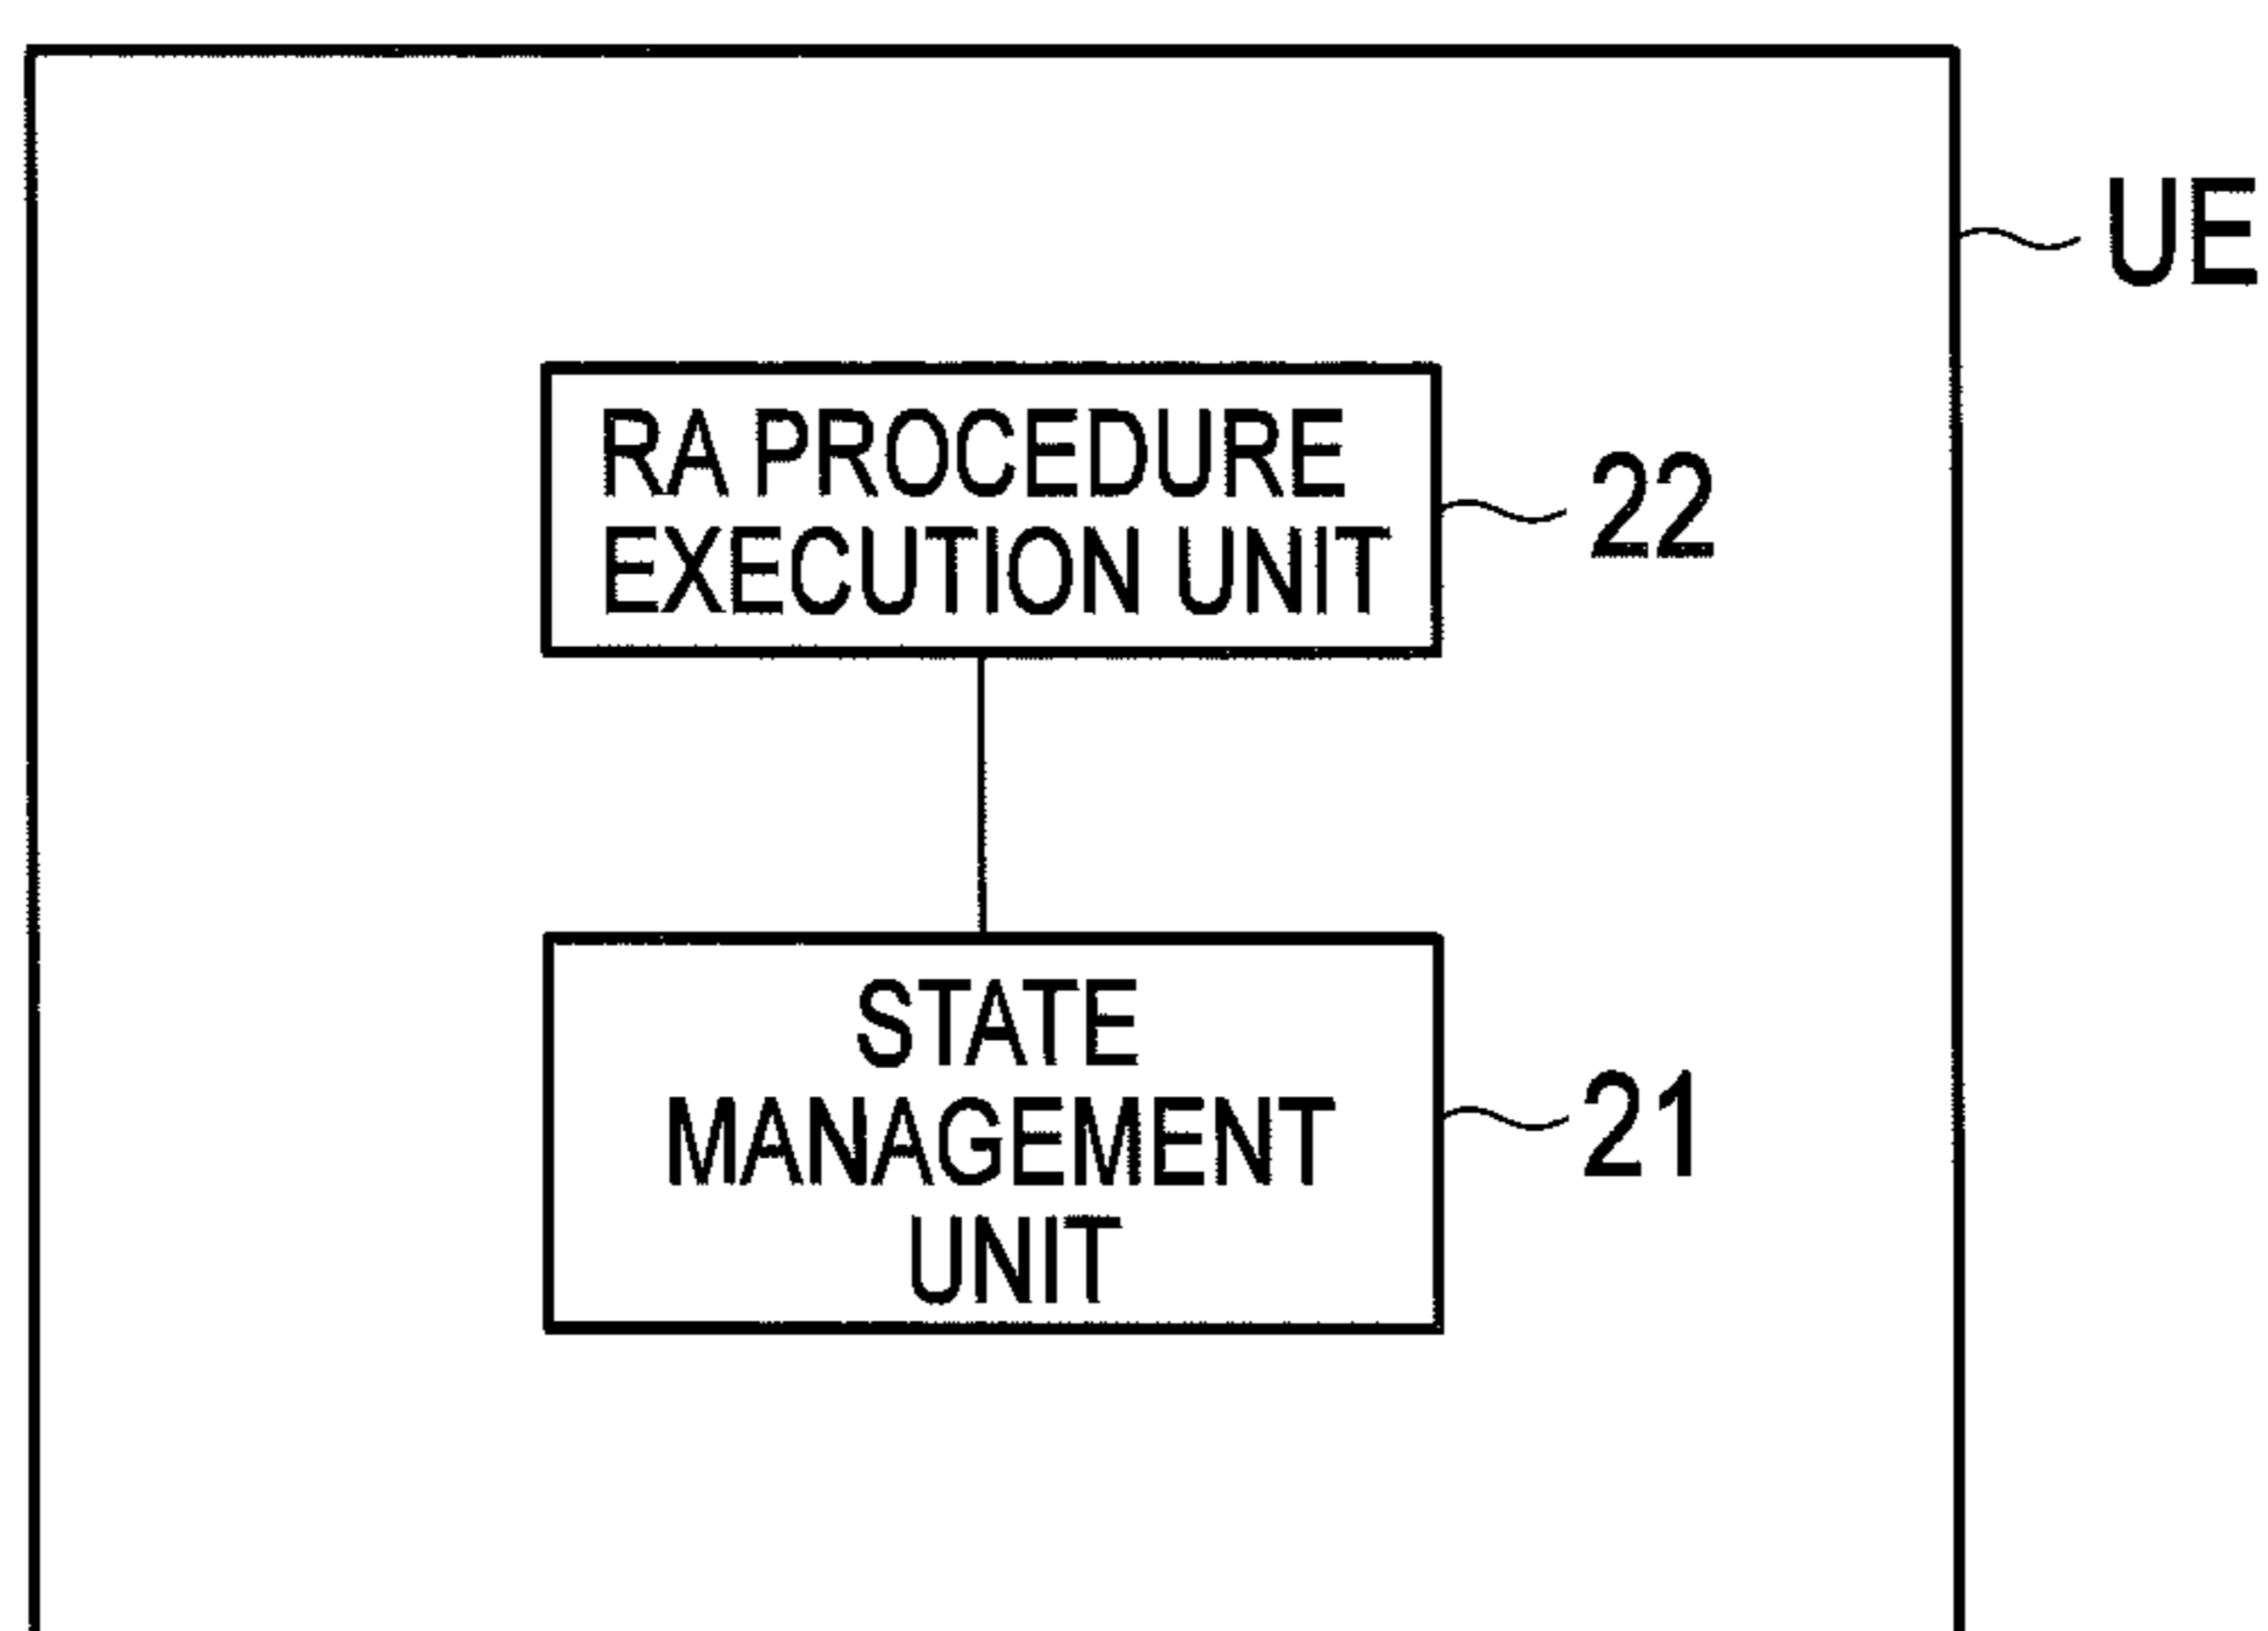 UE
RA PROCEDURE
EXECUTION UNIT
22
STATE
MANAGEMENT
UNIT
21